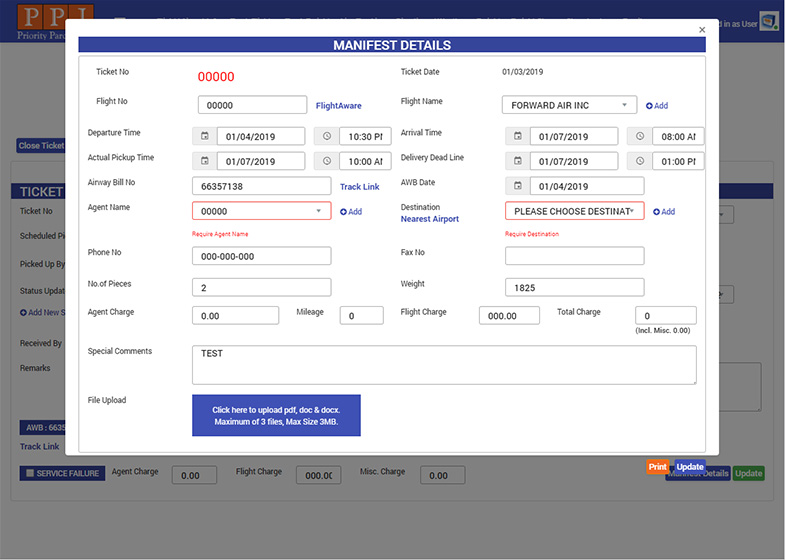 PPI
Priority Parc
d in as User
×
MANIFEST DETAILS
Ticket No 00000 Ticket Date 01/03/2019
Flight No 00000 FlightAware Flight Name FORWARD AIR INC Add
Departure Time 01/04/2019 10:30 PM Arrival Time 01/07/2019 08:00 AM
Actual Pickup Time 01/07/2019 10:00 AM Delivery Dead Line 01/07/2019 01:00 PM
Airway Bill No 66357138 Track Link AWB Date 01/04/2019
Agent Name 00000 Add Destination PLEASE CHOOSE DESTINAT Add
Nearest Airport
Require Agent Name Require Destination
Phone No 000-000-000 Fax No
No.of Pieces 2 Weight 1825
Agent Charge 0.00 Mileage 0 Flight Charge 000.00 Total Charge 0
(Incl. Misc. 0.00)
Special Comments TEST
File Upload
Click here to upload pdf, doc & docx.
Maximum of 3 files, Max Size 3MB.
Print Update
Close Ticket
TICKET
Ticket No
Scheduled Pi
Picked Up By
Status Updat
Add New S
Received By
Remarks
AWB : 6635
Track Link
SERVICE FAILURE Agent Charge 0.00 Flight Charge 000.00 Misc. Charge 0.00 Manifest Details Update